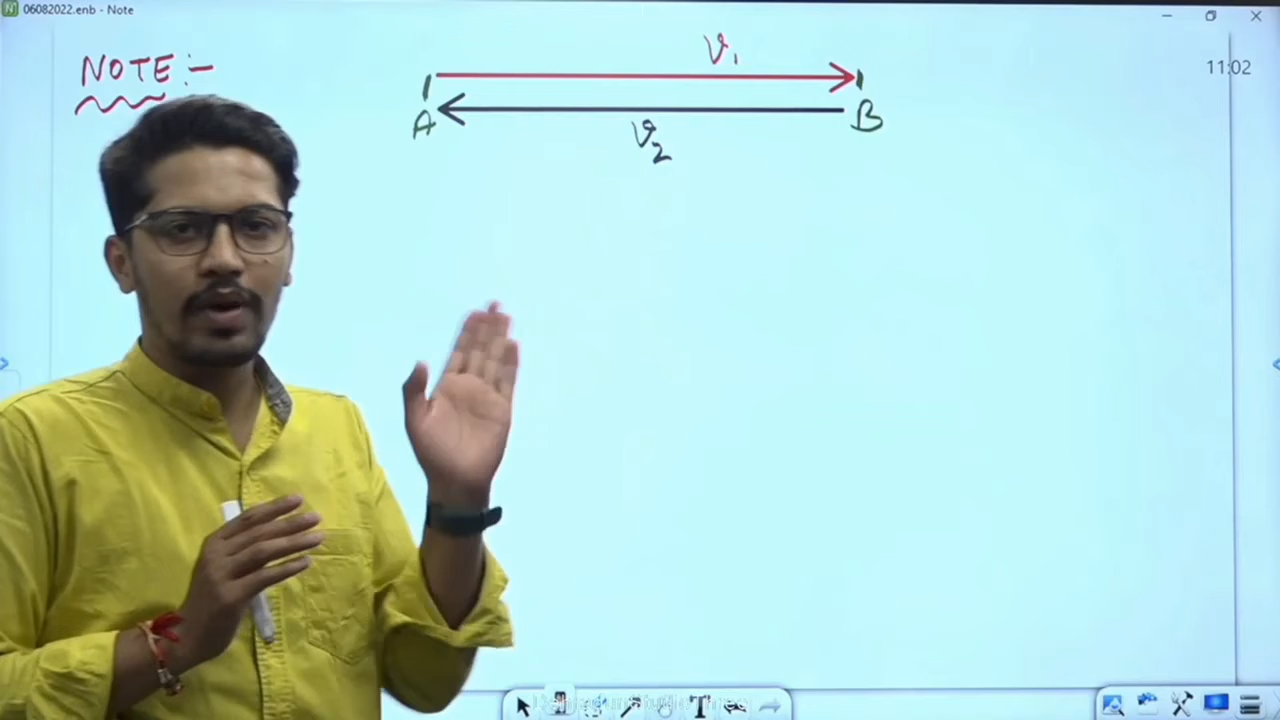 06082022.enb - Note
NOTE :-
v₁
11:02
A
B
v₂